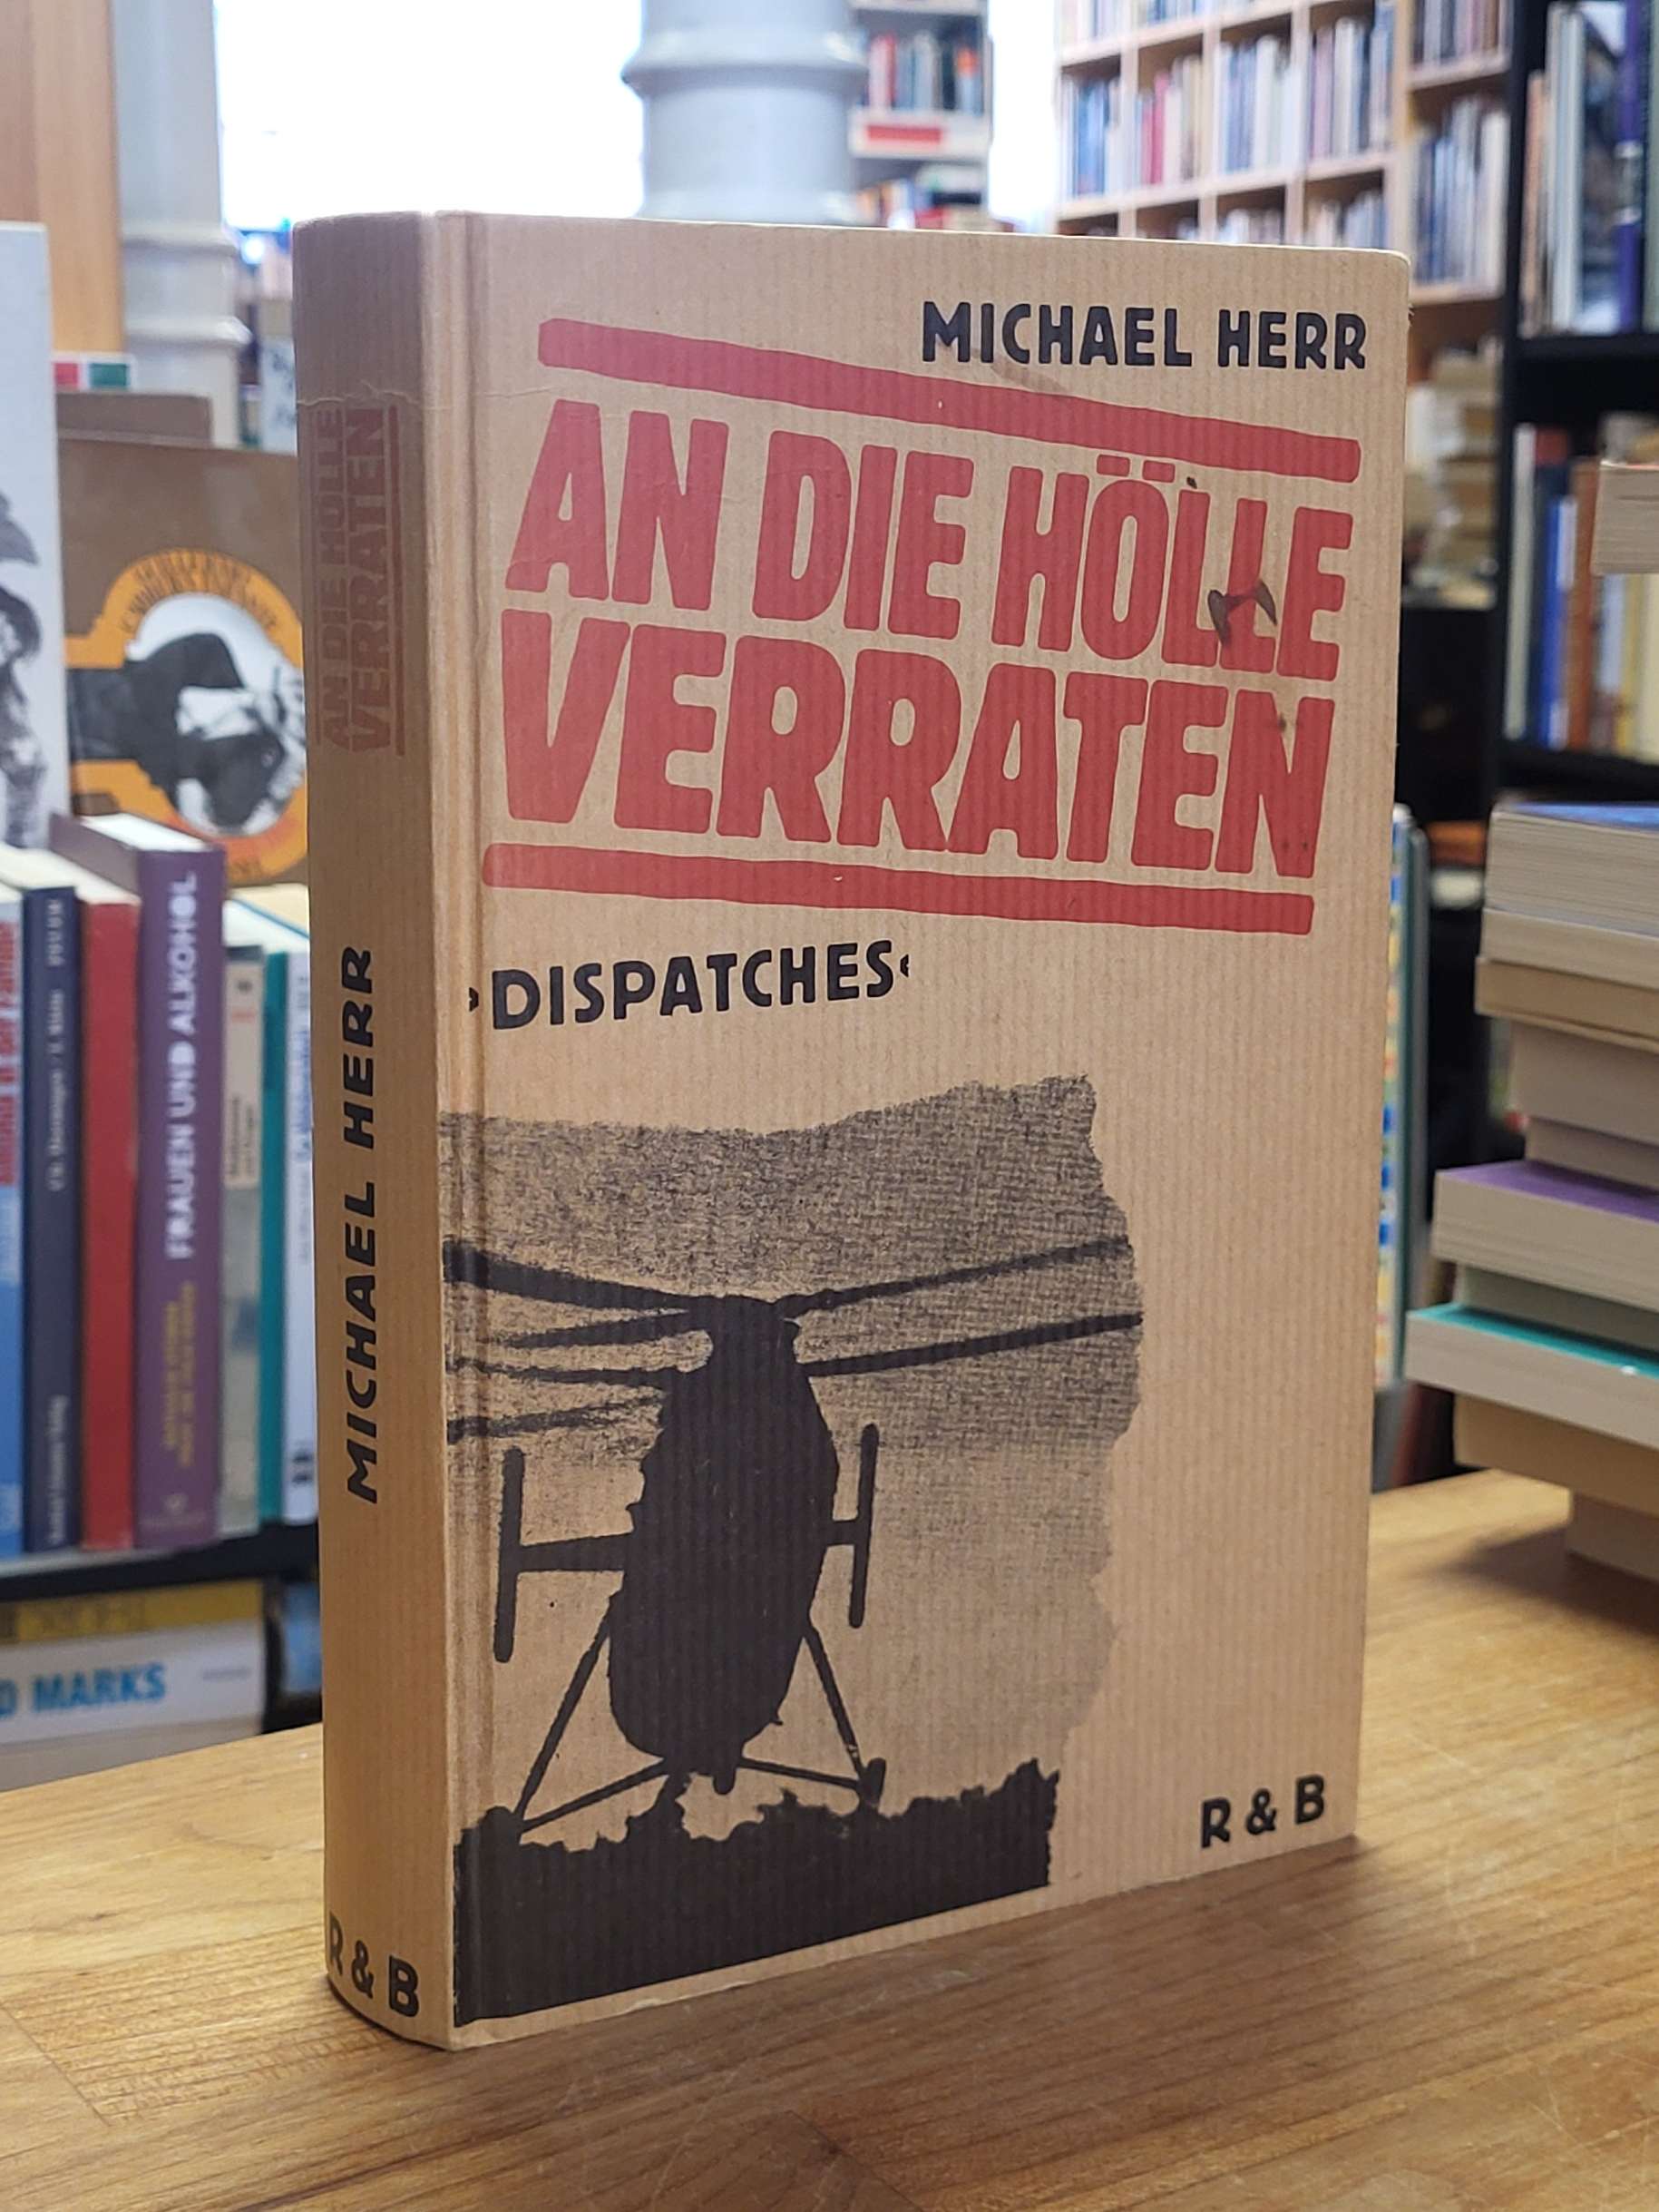 MICHAEL HERR
AN DIE HÖLLE
VERRATEN
›DISPATCHES‹
R & B
AN DIE HÖLLE
VERRATEN
MICHAEL HERR
R & B
FRAUEN UND ALKOHOL
D MARKS